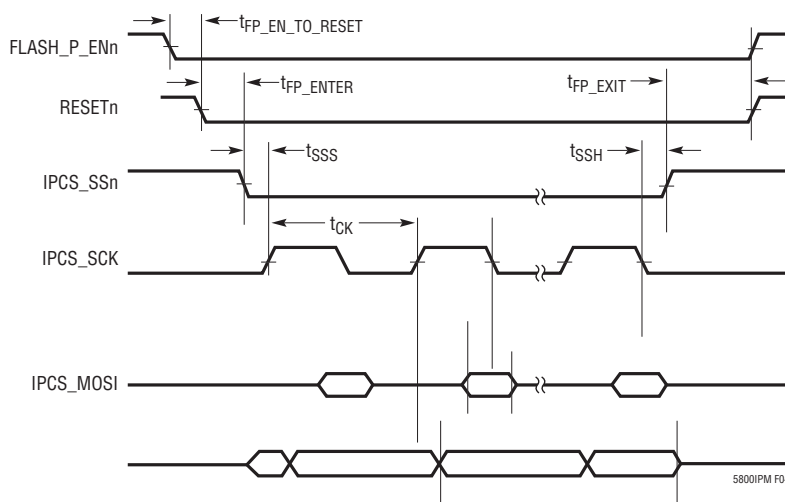 FLASH_P_ENn
tFP_EN_TO_RESET
RESETn
tFP_ENTER
tFP_EXIT
IPCS_SSn
tSSS
tSSH
IPCS_SCK
tCK
IPCS_MOSI
5800IPM F0